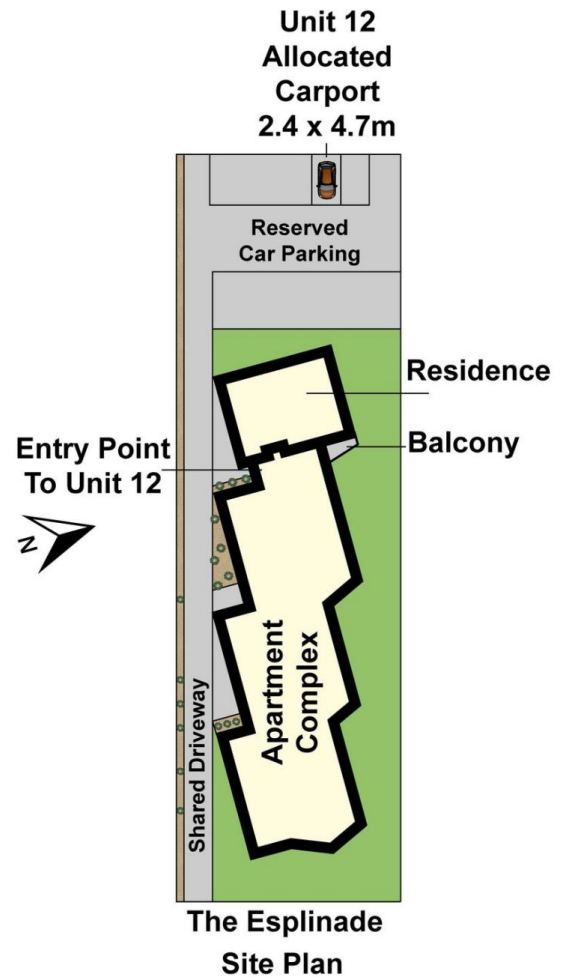 Unit 12
Allocated
Carport
2.4 x 4.7m
Reserved
Car Parking
Residence
Balcony
Entry Point
To Unit 12
N
Apartment
Complex
Shared Driveway
The Esplinade
Site Plan